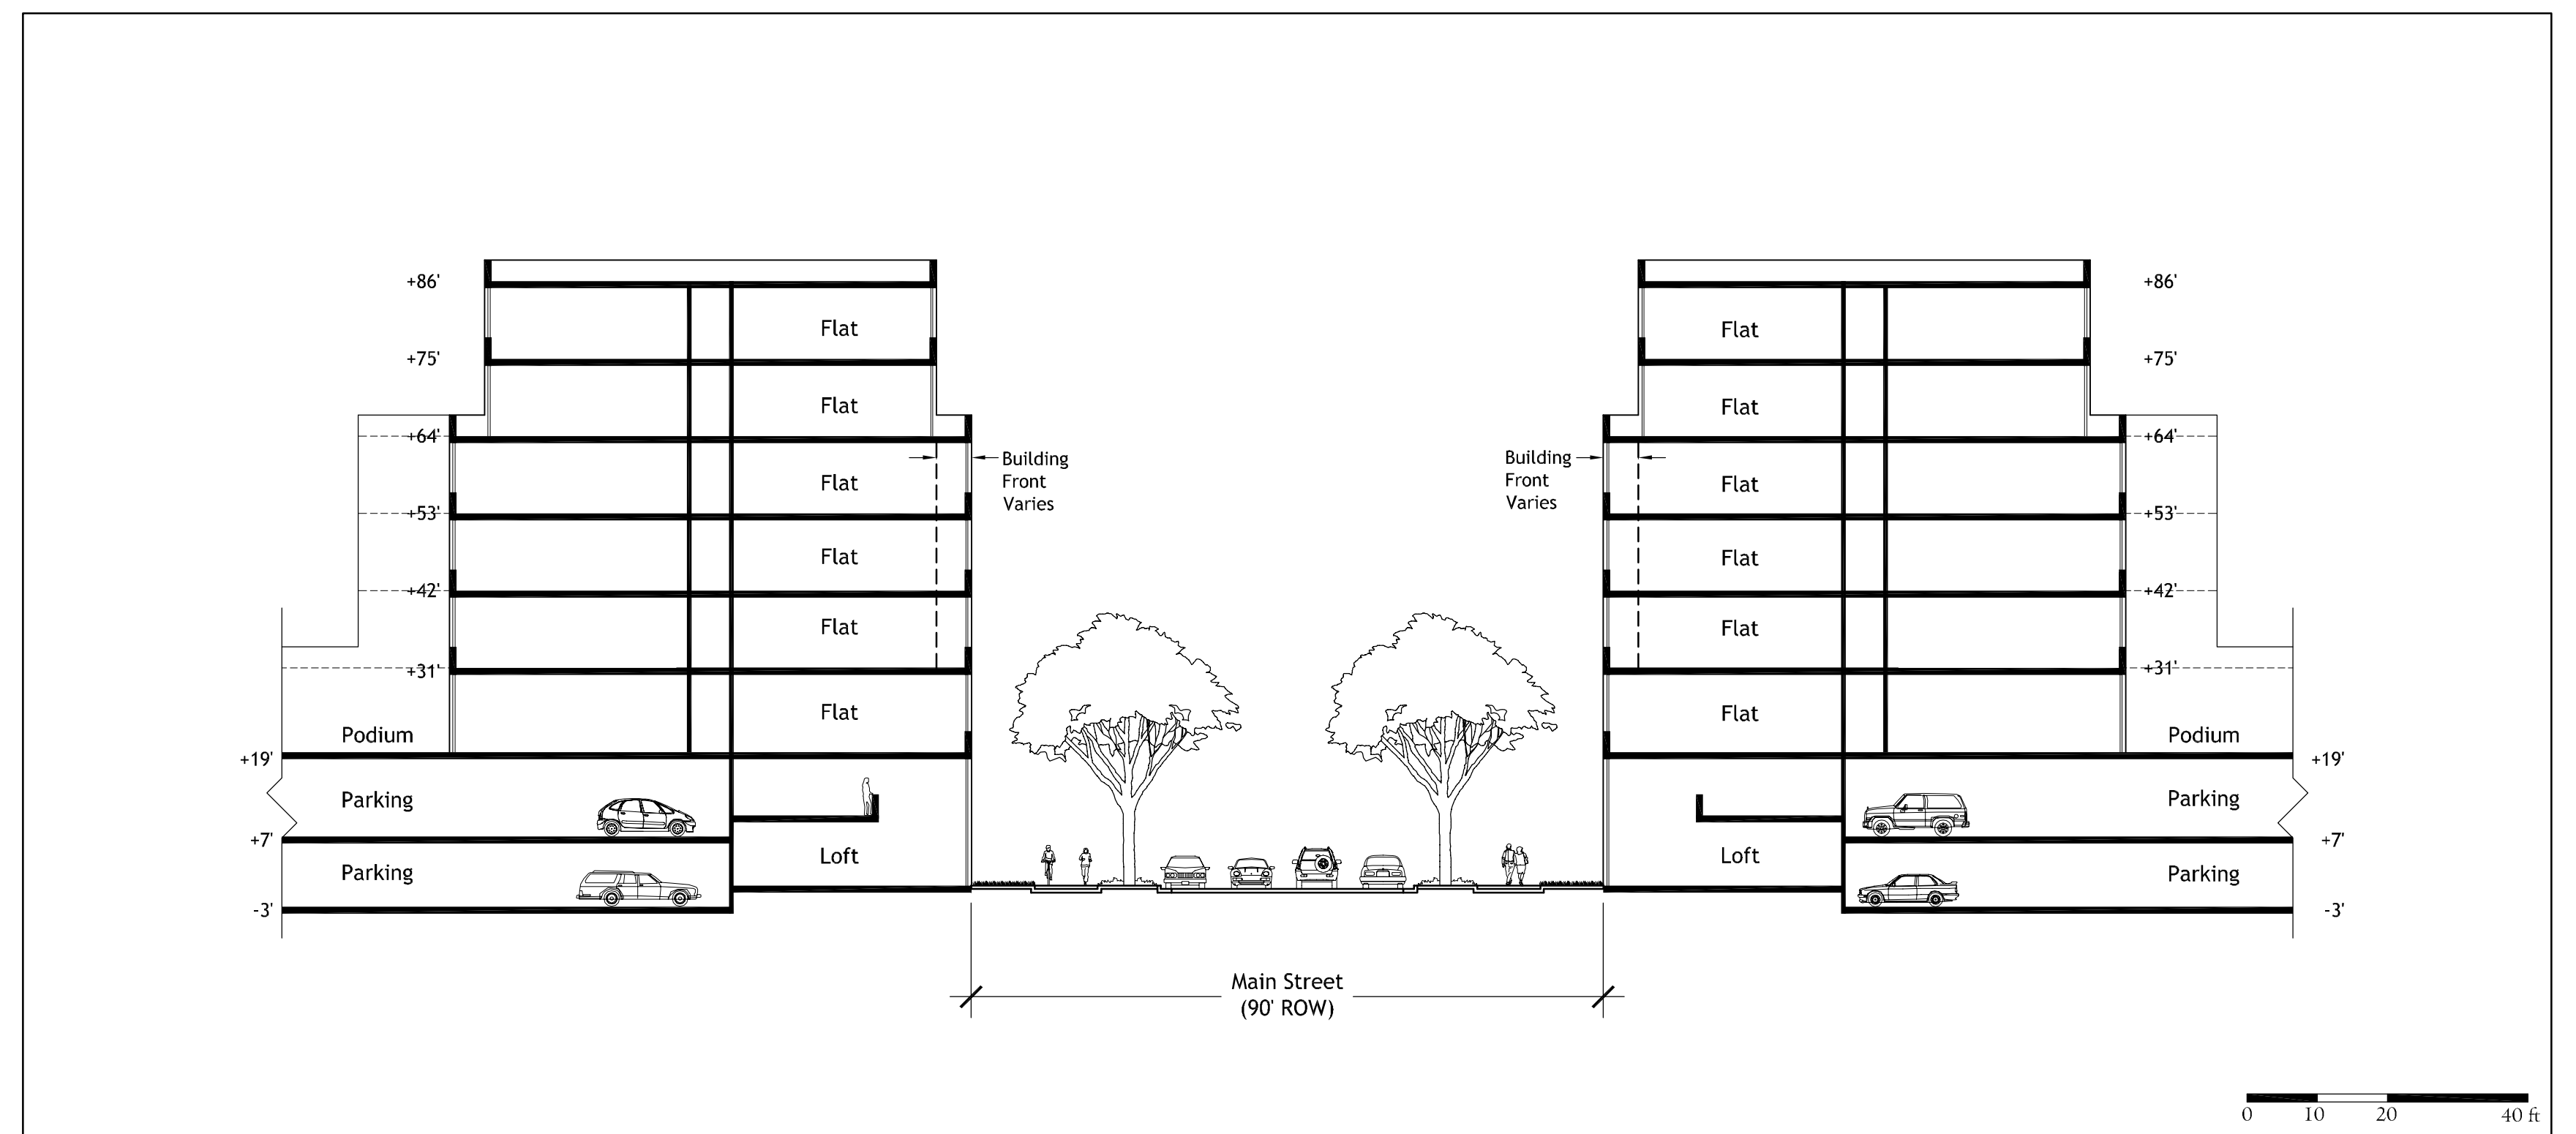 +86'
+86'
Flat
Flat
+75'
+75'
Flat
Flat
+64'
+64'
Building
Front
Varies
Building
Front
Varies
Flat
Flat
+53'
+53'
Flat
Flat
+42'
+42'
Flat
Flat
+31'
+31'
Flat
Flat
Podium
Podium
+19'
+19'
Parking
Parking
+7'
+7'
Loft
Loft
Parking
Parking
-3'
-3'
Main Street
(90' ROW)
0 10 20 40 ft